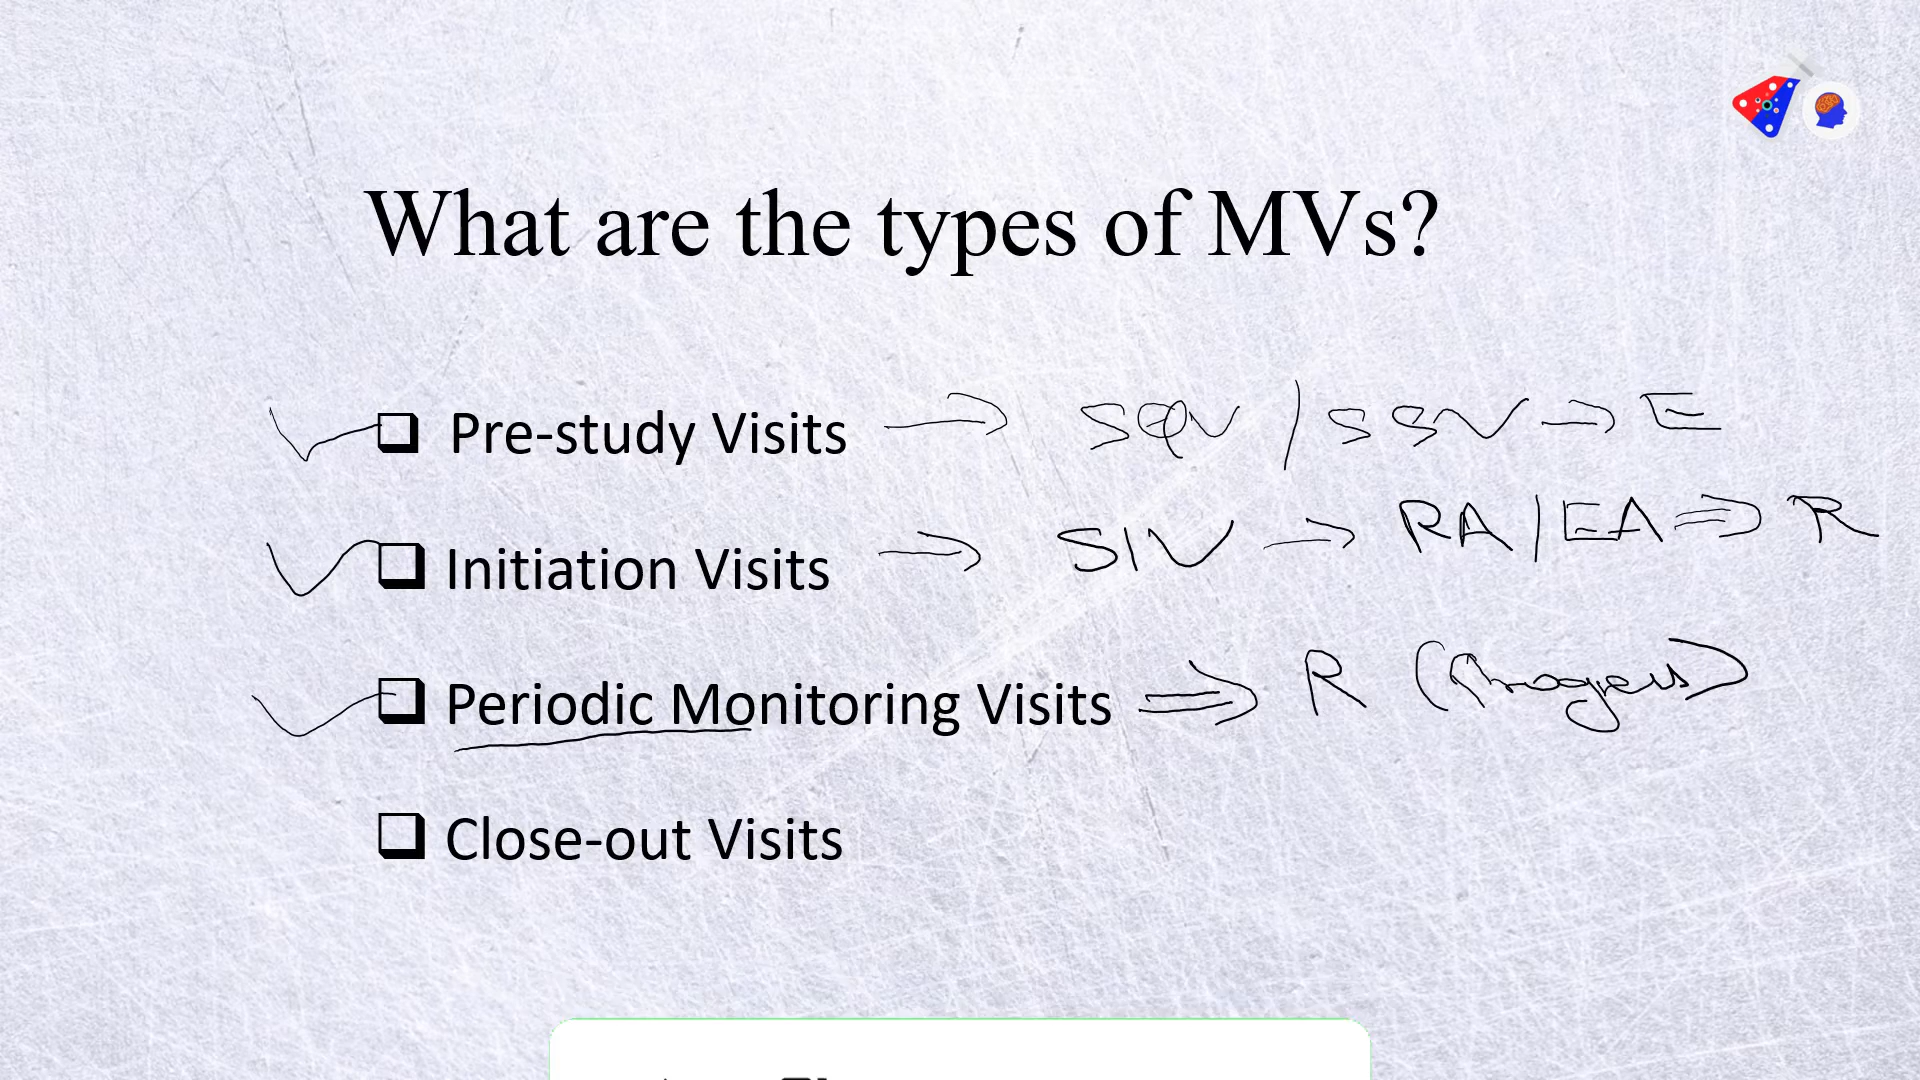 What are the types of MVs?
Pre-study Visits → SQV / SSV → E
Initiation Visits → SIV → RA / EA ⇒ R
Periodic Monitoring Visits ⇒ R (Progress)
Close-out Visits